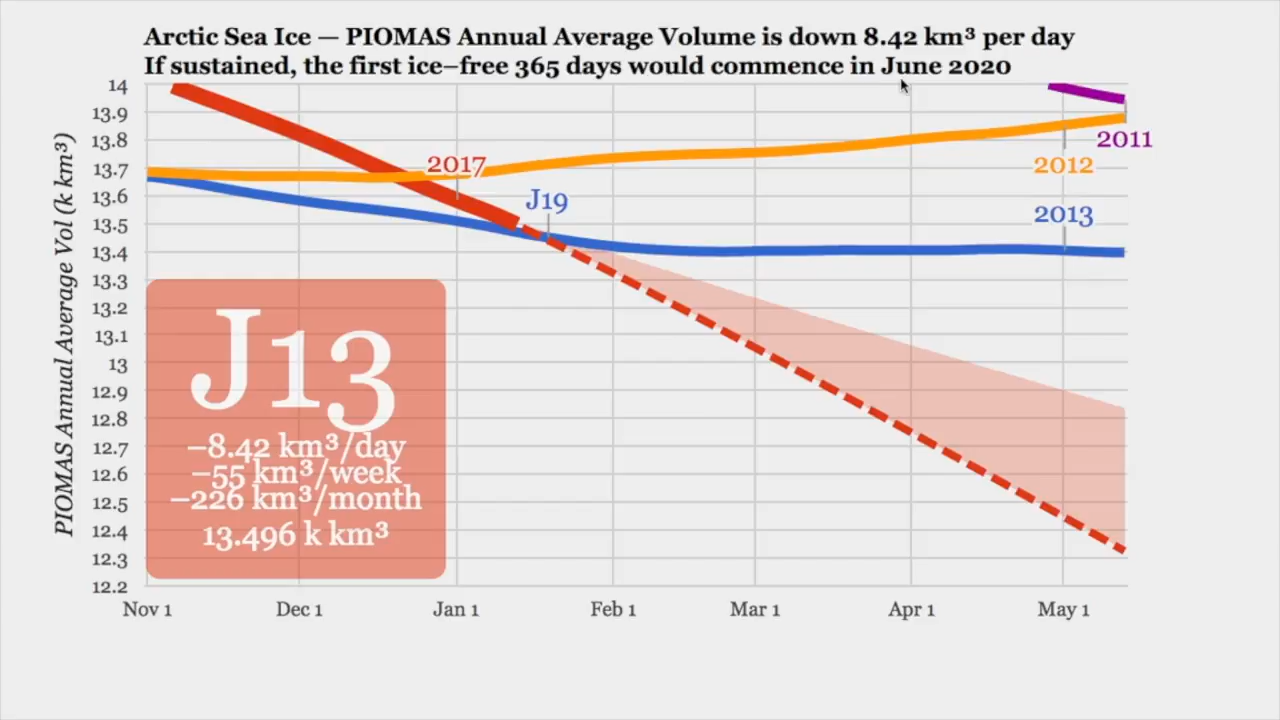 Arctic Sea Ice — PIOMAS Annual Average Volume is down 8.42 km³ per day
If sustained, the first ice–free 365 days would commence in June 2020
PIOMAS Annual Average Vol (k km³)
14
13.9
13.8
13.7
13.6
13.5
13.4
13.3
13.2
13.1
13
12.9
12.8
12.7
12.6
12.5
12.4
12.3
12.2
2011
2012
2017
J19
2013
J13
–8.42 km³/day
–55 km³/week
–226 km³/month
13.496 k km³
Nov 1
Dec 1
Jan 1
Feb 1
Mar 1
Apr 1
May 1